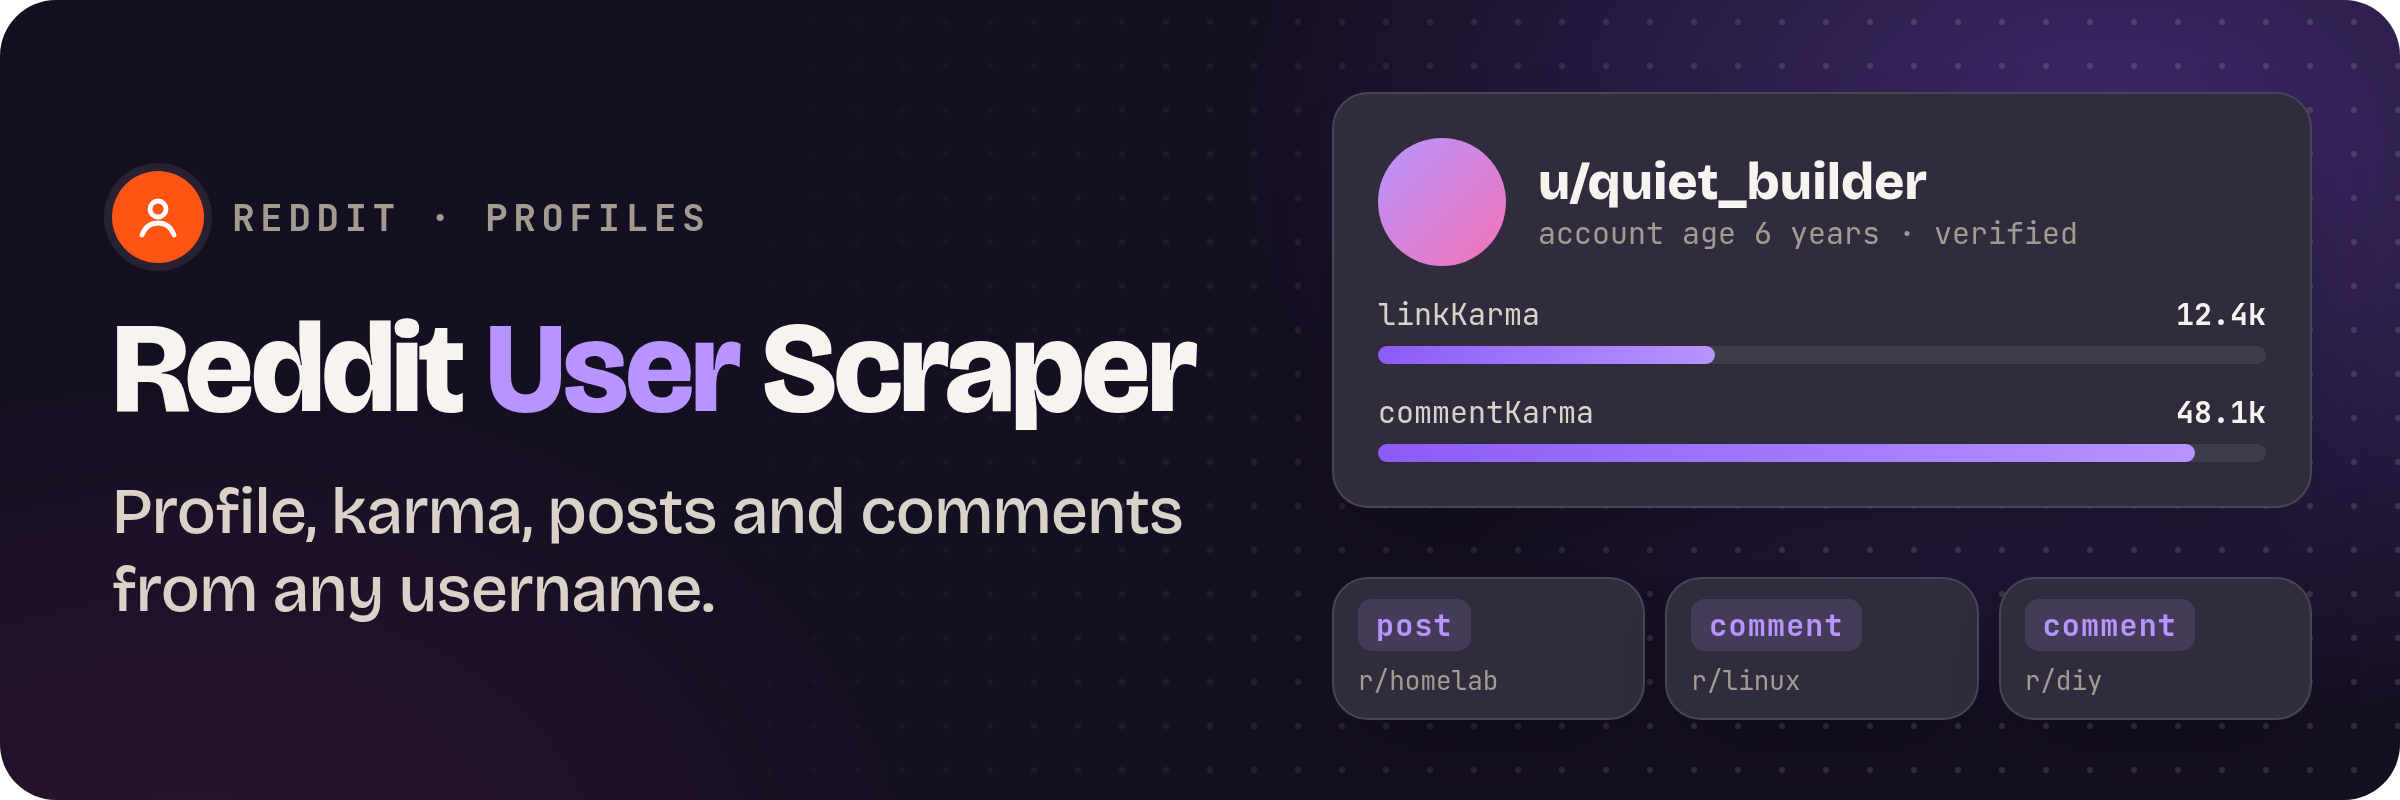 REDDIT · PROFILES
Reddit User Scraper
Profile, karma, posts and comments
from any username.
u/quiet_builder
account age 6 years · verified
linkKarma 12.4k
commentKarma 48.1k
post
r/homelab
comment
r/linux
comment
r/diy